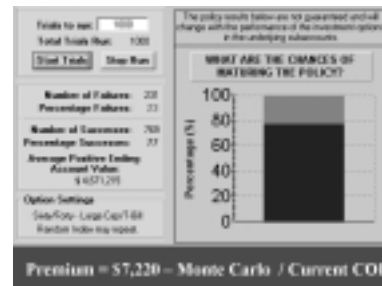 Trials to run: 1000
Total Trials Run: 1000
Start Trials Stop Run
Number of Failures: 231
Percentage Failures: 23
Number of Successes: 769
Percentage Successes: 77
Average Positive Ending
Account Value:
Option Settings
Random Index may repeat.
The policy results below are not guaranteed and will
change with the performance of the investment options
in the underlying subaccounts.
WHAT ARE THE CHANCES OF
MATURING THE POLICY?
Percentage (%)
100
80
60
40
20
0
Premium = $7,220 – Monte Carlo / Current COI